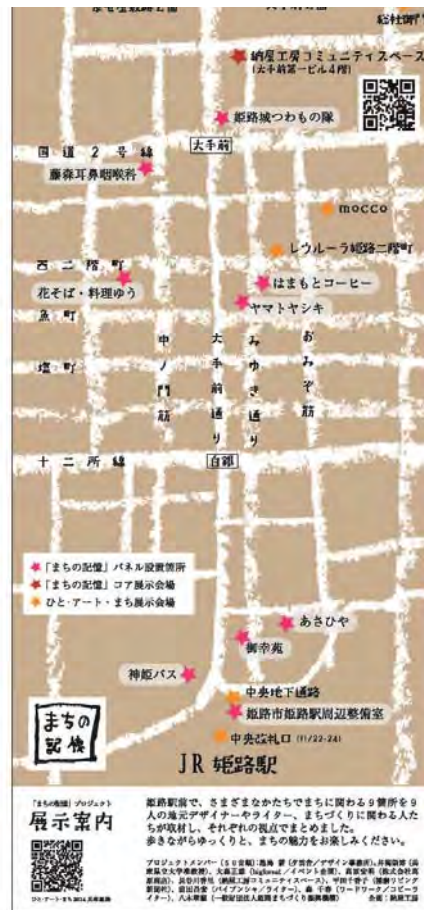 納屋工房コミュニティスペース
(大手前第一ビル4階)
姫路城つわもの隊
大手前
国道2号線
藤森耳鼻咽喉科
mocco
レウルーラ姫路二階町
西二階町
はまもとコーヒー
花そば・料理ゆう
ヤマトヤシキ
魚町
塩町
中ノ門筋
大手前通り
みゆき通り
おみぞ筋
十二所線
白銀
「まちの記憶」パネル設置箇所
「まちの記憶」コア展示会場
ひと・アート・まち展示会場
あさひや
御幸苑
神姫バス
中央地下通路
姫路市姫路駅周辺整備室
中央改札口 (11/22-24)
JR 姫路駅
まちの
記憶
「まちの記憶」プロジェクト
展示案内
姫路駅前で、さまざまなかたちでまちに関わる9箇所を9
人の地元デザイナーやライター、まちづくりに関わる人た
ちが取材し、それぞれの視点でまとめました。
歩きながらゆっくりと、まちの魅力をお楽しみください。